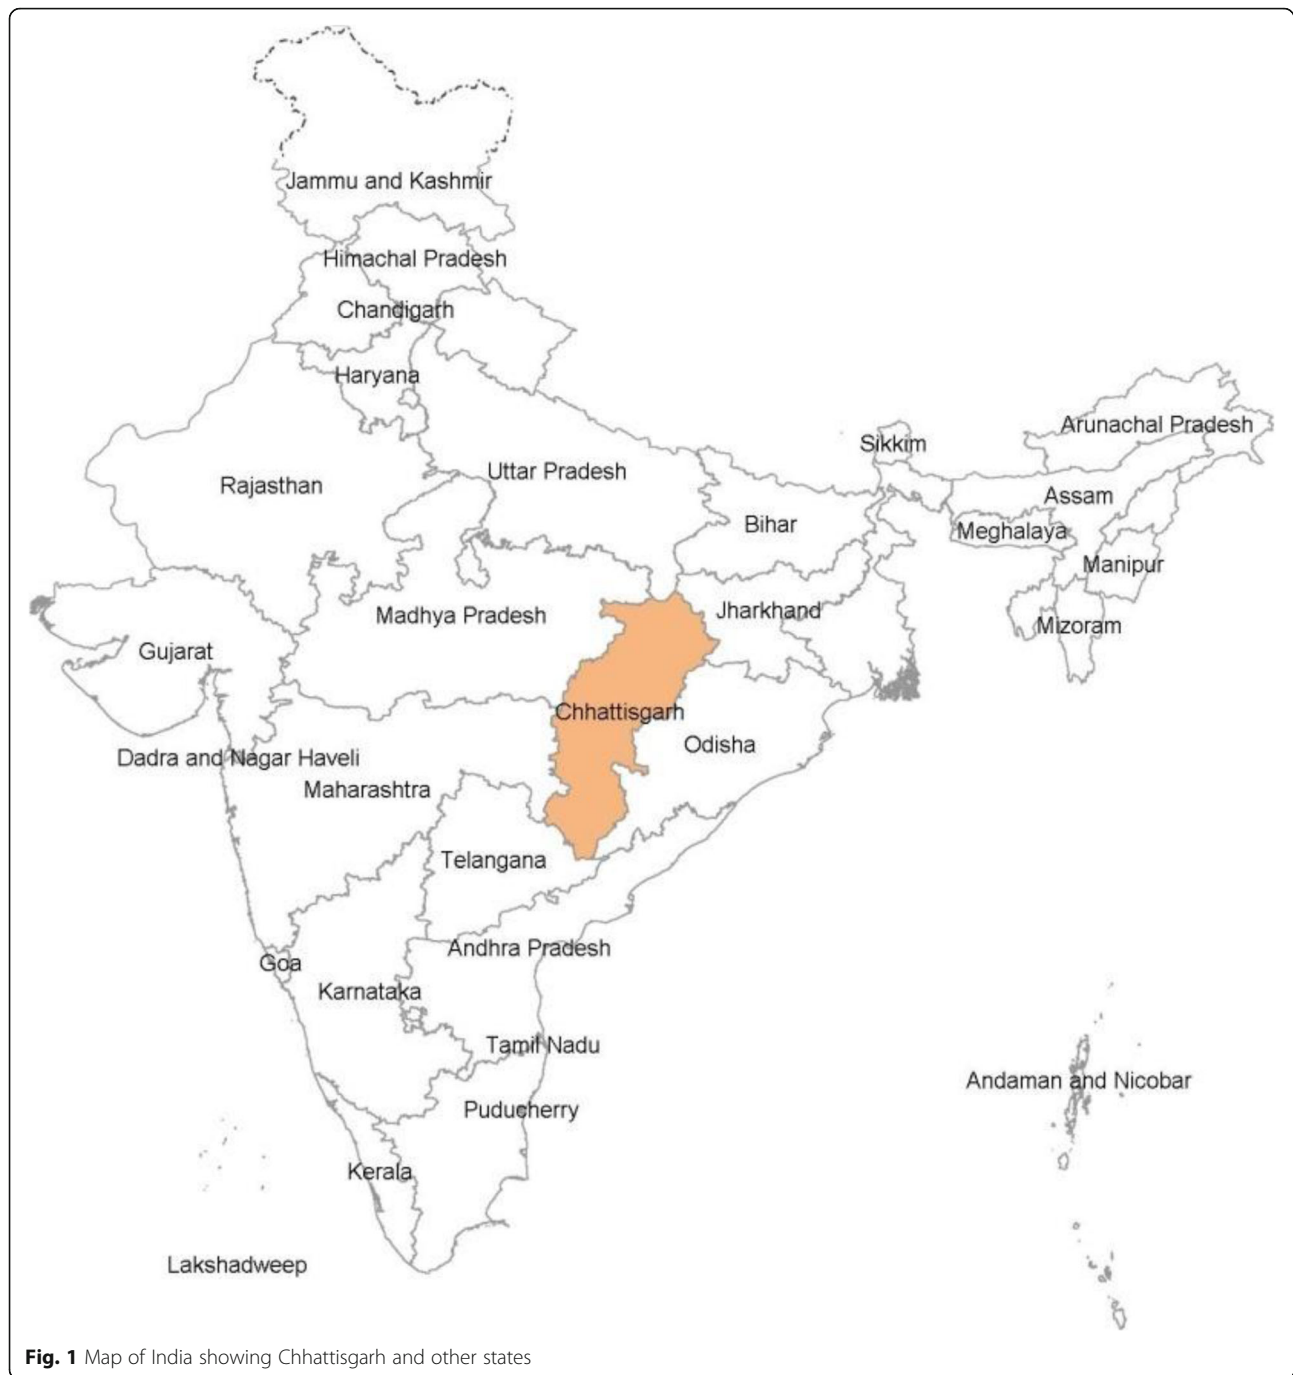 Jammu and Kashmir
Himachal Pradesh
Chandigarh
Haryana
Arunachal Pradesh
Sikkim
Uttar Pradesh
Rajasthan
Assam
Bihar
Meghalaya
Manipur
Jharkhand
Madhya Pradesh
Mizoram
Gujarat
Chhattisgarh
Odisha
Dadra and Nagar Haveli
Maharashtra
Telangana
Andhra Pradesh
Goa
Karnataka
Tamil Nadu
Andaman and Nicobar
Puducherry
Kerala
Lakshadweep
Fig. 1 Map of India showing Chhattisgarh and other states